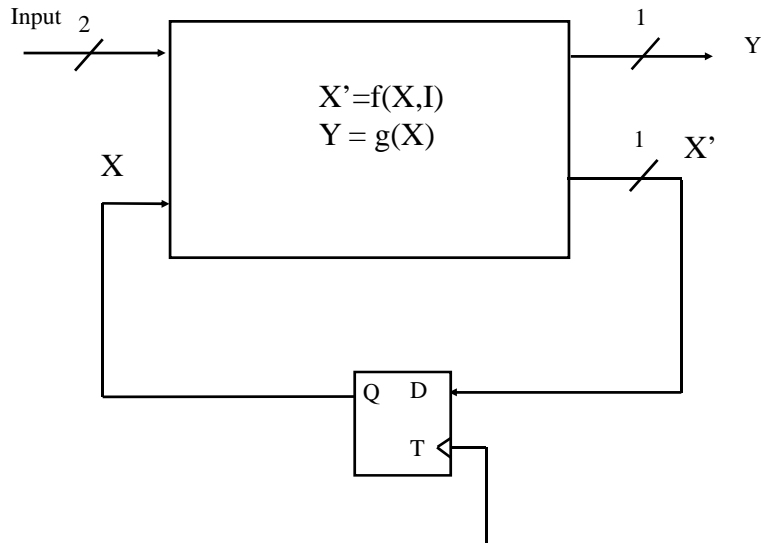 Input
2
1
Y
X’=f(X,I)
Y = g(X)
1
X’
X
Q D
T